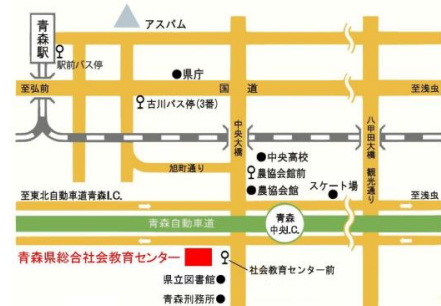 アスパム
青森駅
駅前バス停
県庁
至弘前
国道
至浅虫
古川バス停(3番)
中央大橋
八甲田大橋
観光通り
旭町通り
中央高校
農協会館前
農協会館
スケート場
至東北自動車道青森I.C.
至浅虫
青森自動車道
青森中央I.C.
青森県総合社会教育センター
社会教育センター前
県立図書館
青森刑務所